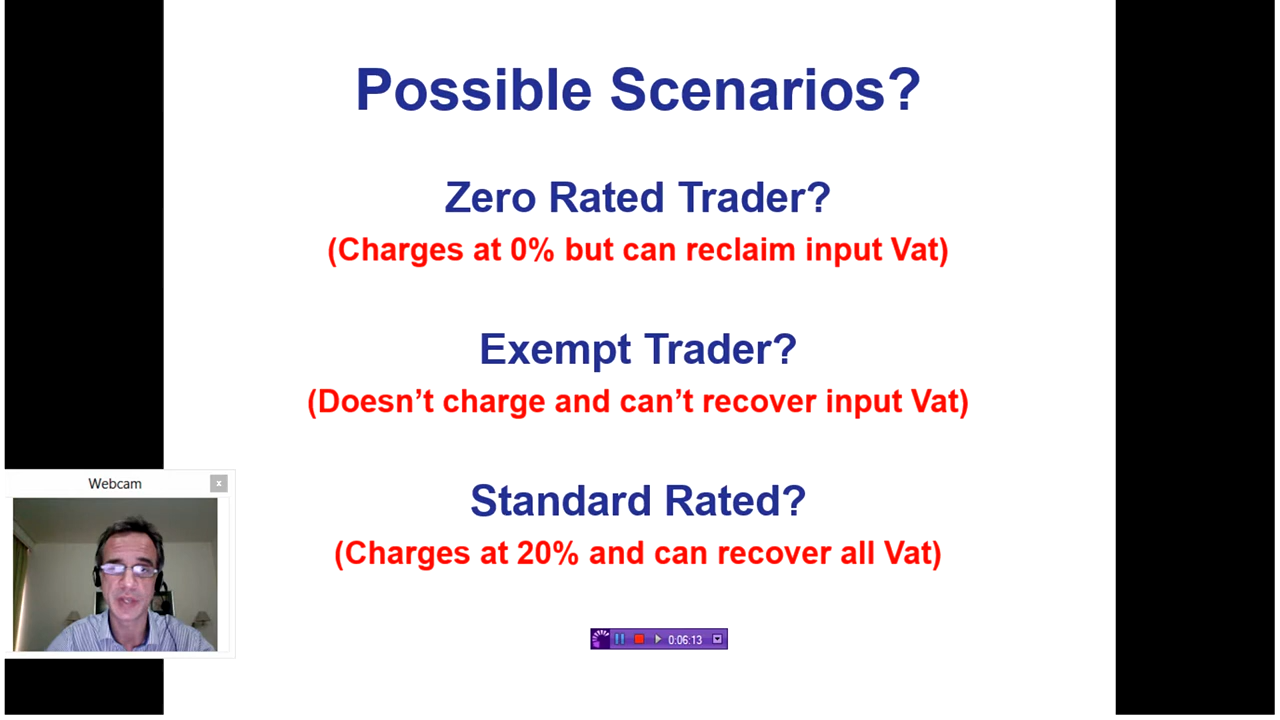 Possible Scenarios?
Zero Rated Trader?
(Charges at 0% but can reclaim input Vat)
Exempt Trader?
(Doesn’t charge and can’t recover input Vat)
Standard Rated?
(Charges at 20% and can recover all Vat)
Webcam x
0:06:13